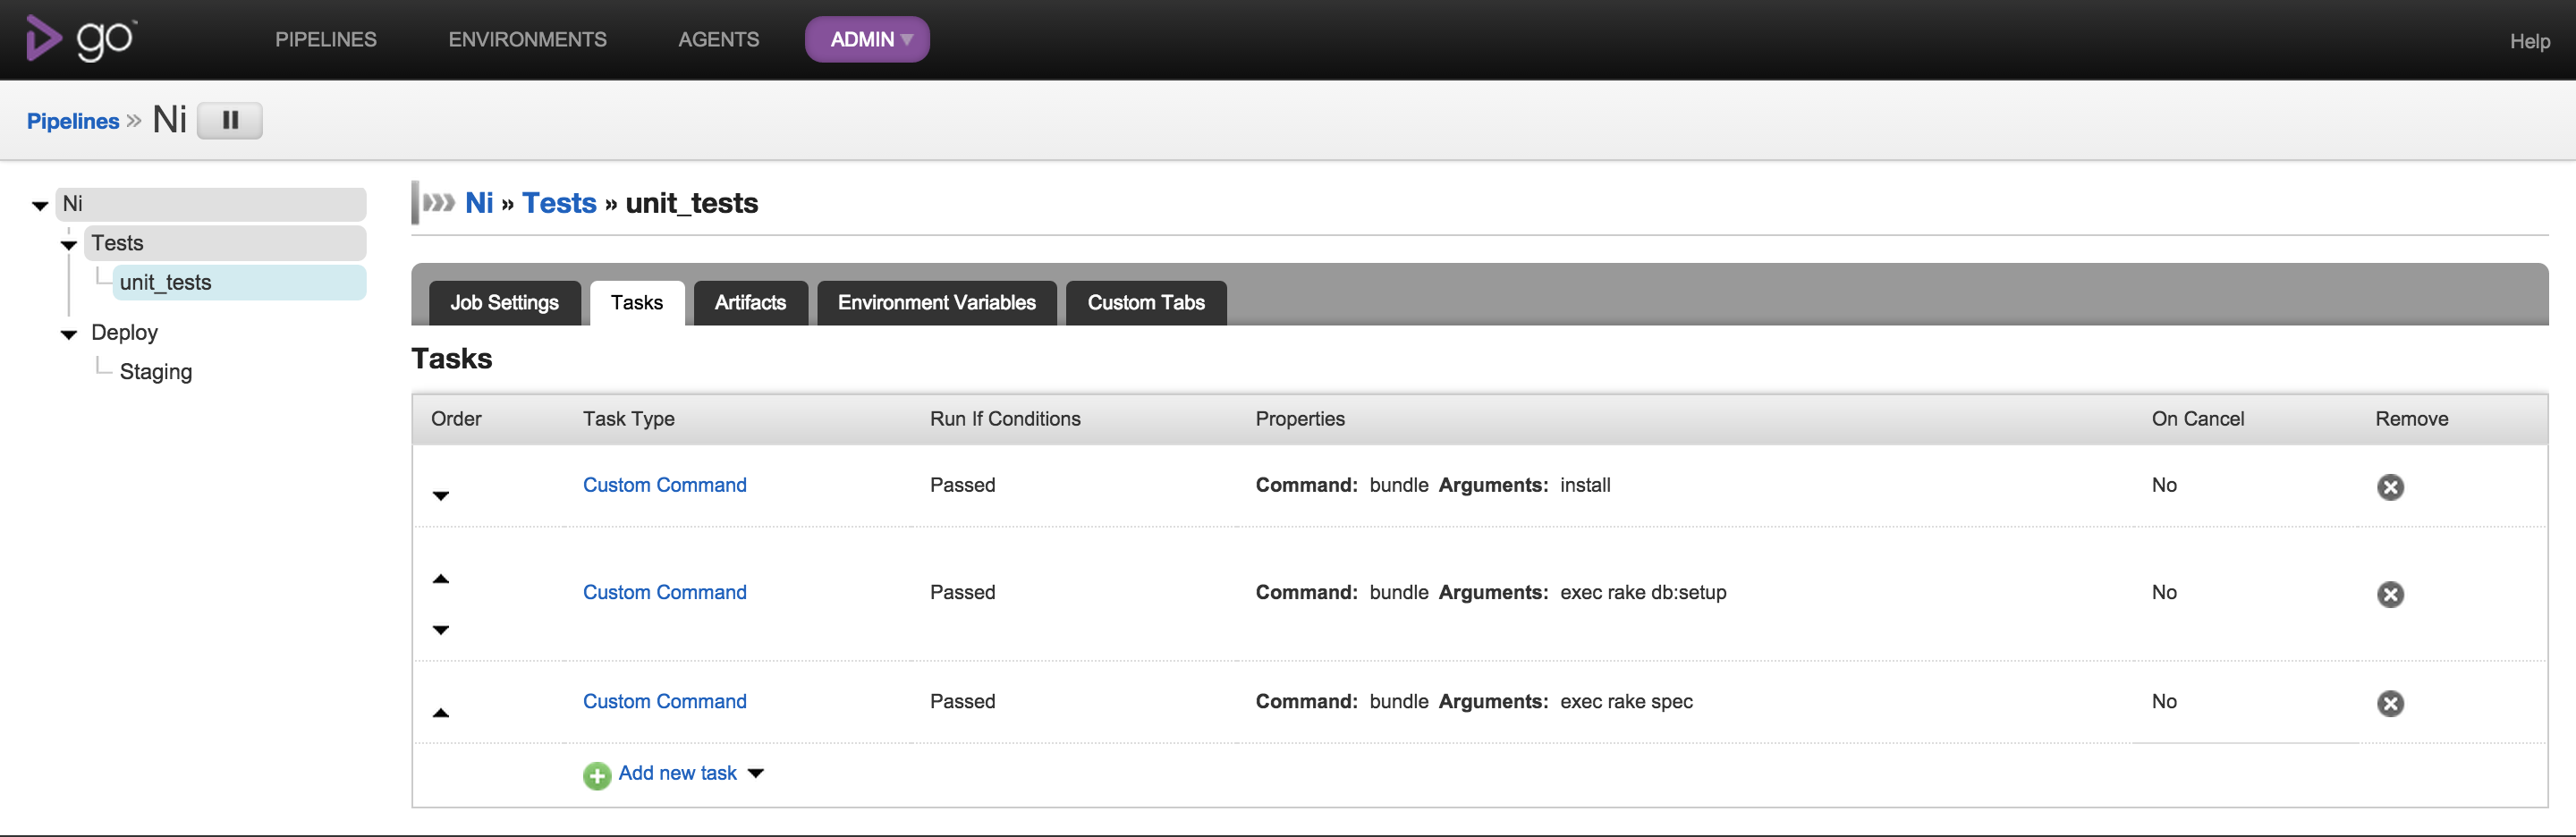 go™ PIPELINES ENVIRONMENTS AGENTS ADMIN Help
Pipelines » Ni
Ni
Tests
unit_tests
Deploy
Staging
Ni » Tests » unit_tests
Job Settings Tasks Artifacts Environment Variables Custom Tabs
Tasks
Order Task Type Run If Conditions Properties On Cancel Remove
Custom Command Passed Command: bundle Arguments: install No
Custom Command Passed Command: bundle Arguments: exec rake db:setup No
Custom Command Passed Command: bundle Arguments: exec rake spec No
Add new task